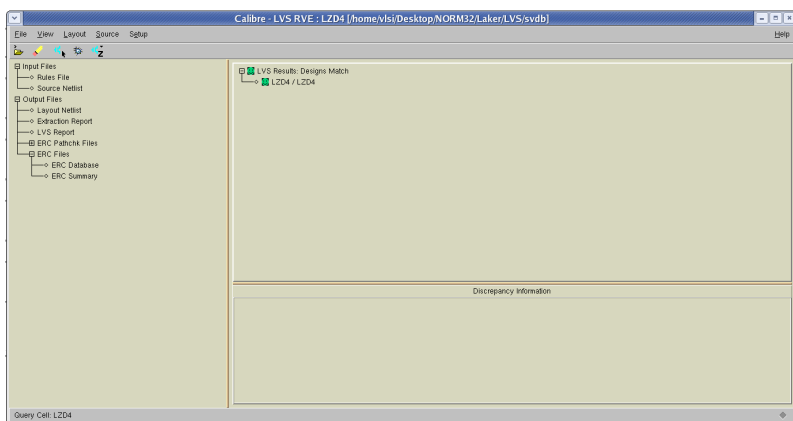 Calibre - LVS RVE : LZD4 [/home/vlsi/Desktop/NORM32/Laker/LVS/svdb]
File View Layout Source Setup Help
Input Files
Rules File
Source Netlist
Output Files
Layout Netlist
Extraction Report
LVS Report
ERC Pathchk Files
ERC Files
ERC Database
ERC Summary
LVS Results: Designs Match
LZD4 / LZD4
Discrepancy Information
Query Cell: LZD4